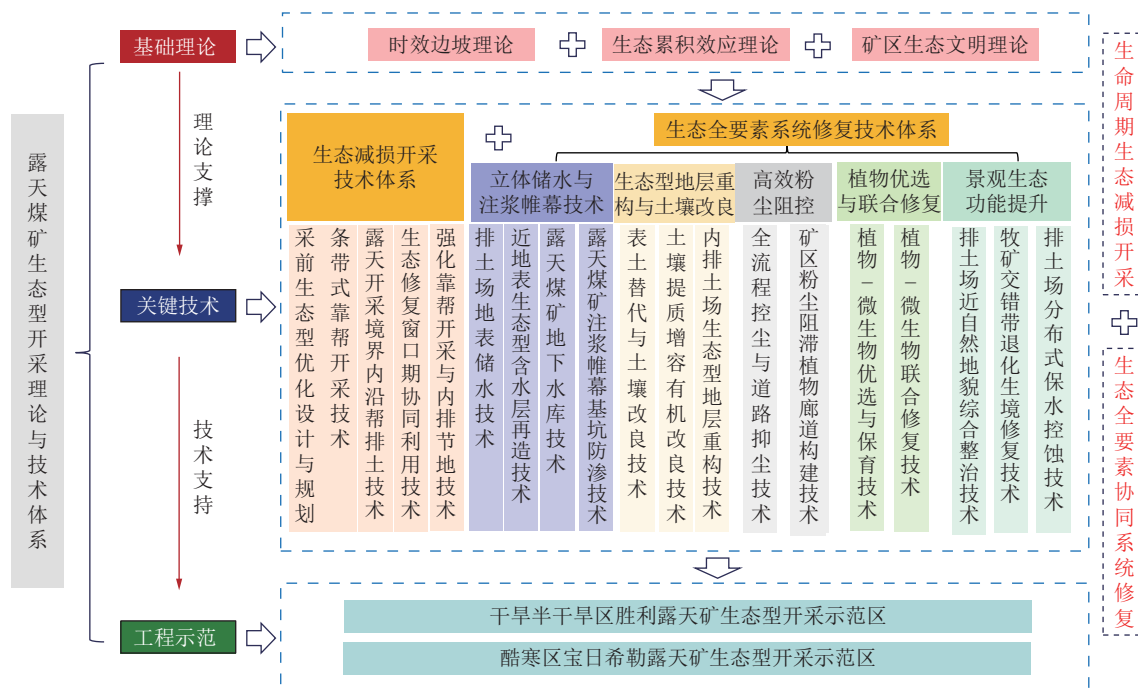 露天煤矿生态型开采理论与技术体系
基础理论
理论支撑
关键技术
技术支持
工程示范
时效边坡理论
生态累积效应理论
矿区生态文明理论
生态减损开采
技术体系
生态全要素系统修复技术体系
立体储水与
注浆帷幕技术
生态型地层重
构与土壤改良
高效粉
尘阻控
植物优选
与联合修复
景观生态
功能提升
采前生态型优化设计与规划
条带式靠帮开采技术
露天开采境界内沿帮排土技术
生态修复窗口期协同利用技术
强化靠帮开采与内排节地技术
排土场地表储水技术
近地表生态型含水层再造技术
露天煤矿地下水库技术
露天煤矿注浆帷幕基坑防渗技术
表土替代与土壤改良技术
土壤提质增容有机改良技术
内排土场生态型地层重构技术
全流程控尘与道路抑尘技术
矿区粉尘阻滞植物廊道构建技术
植物-微生物优选与保育技术
植物-微生物联合修复技术
排土场近自然地貌综合整治技术
牧矿交错带退化生境修复技术
排土场分布式保水控蚀技术
干旱半干旱区胜利露天矿生态型开采示范区
酷寒区宝日希勒露天矿生态型开采示范区
生命周期生态减损开采
生态全要素协同系统修复